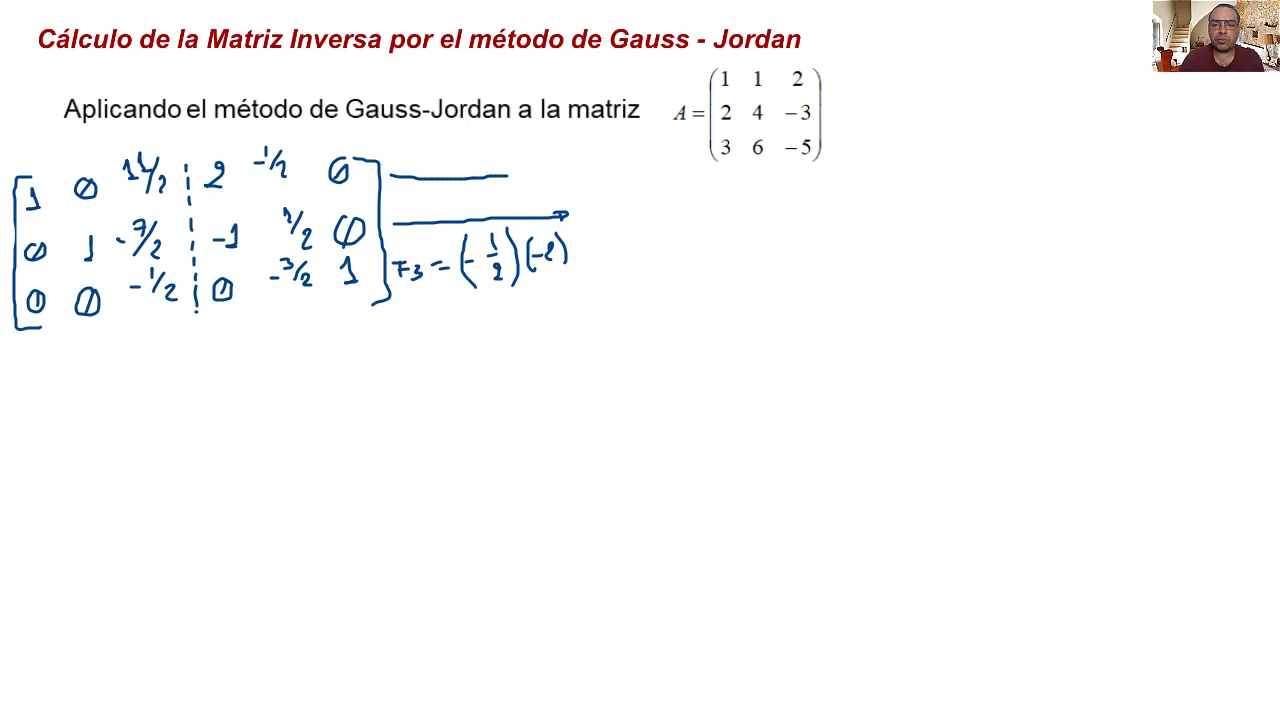 Cálculo de la Matriz Inversa por el método de Gauss - Jordan
Aplicando el método de Gauss-Jordan a la matriz A =
1 1 2
2 4 -3
3 6 -5
1 0 11/2 2 -1/2 0
0 1 -7/2 -1 1/2 0
0 0 -1/2 0 -3/2 1 F3 = (-1/2)(-2)